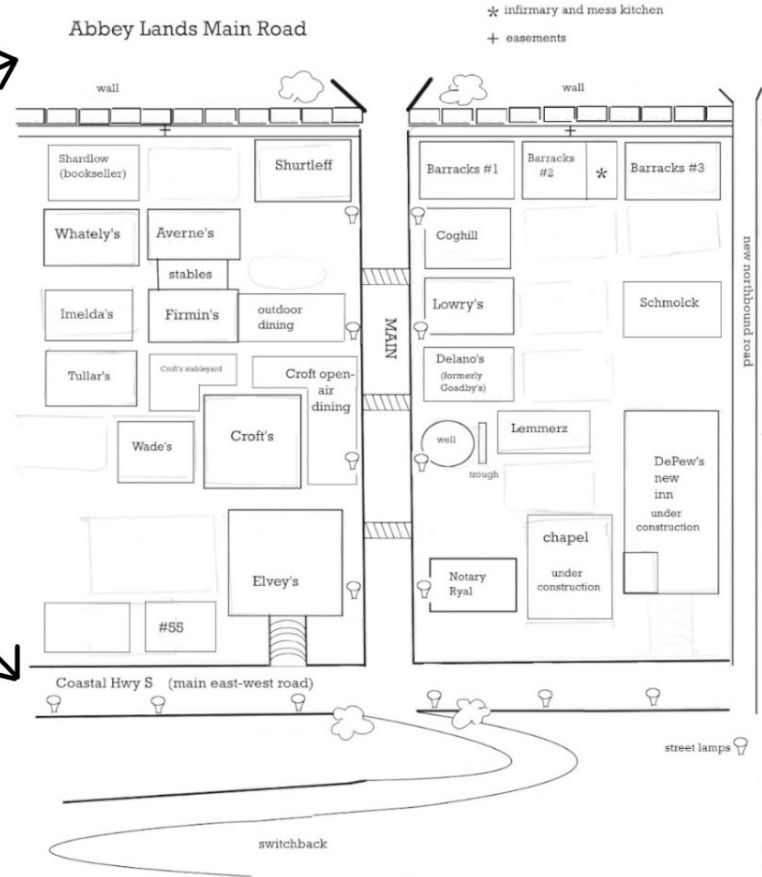 Abbey Lands Main Road
* infirmary and mess kitchen
+ easements
wall
wall
+
+
Shardlow
(bookseller)
Shurtleff
Barracks #1
Barracks
#2
*
Barracks #3
Whately's
Averne's
Coghill
stables
Imelda's
Firmin's
outdoor
dining
MAIN
Lowry's
Schmolck
new northbound road
Tullar's
Croft's stableyard
Croft open-
air
dining
Delano's
(formerly
Goadby's)
Wade's
Croft's
well
trough
Lemmerz
DePew's
new
inn
under
construction
Elvey's
Notary
Ryal
chapel
under
construction
#55
Coastal Hwy S (main east-west road)
street lamps
switchback